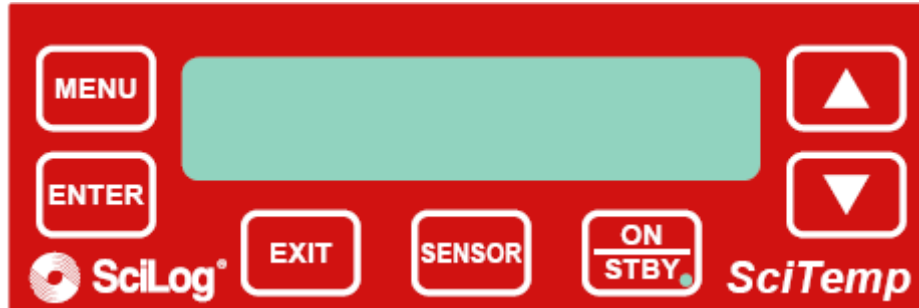 MENU
ENTER
EXIT
SENSOR
ON
STBY
SciLog®
SciTemp